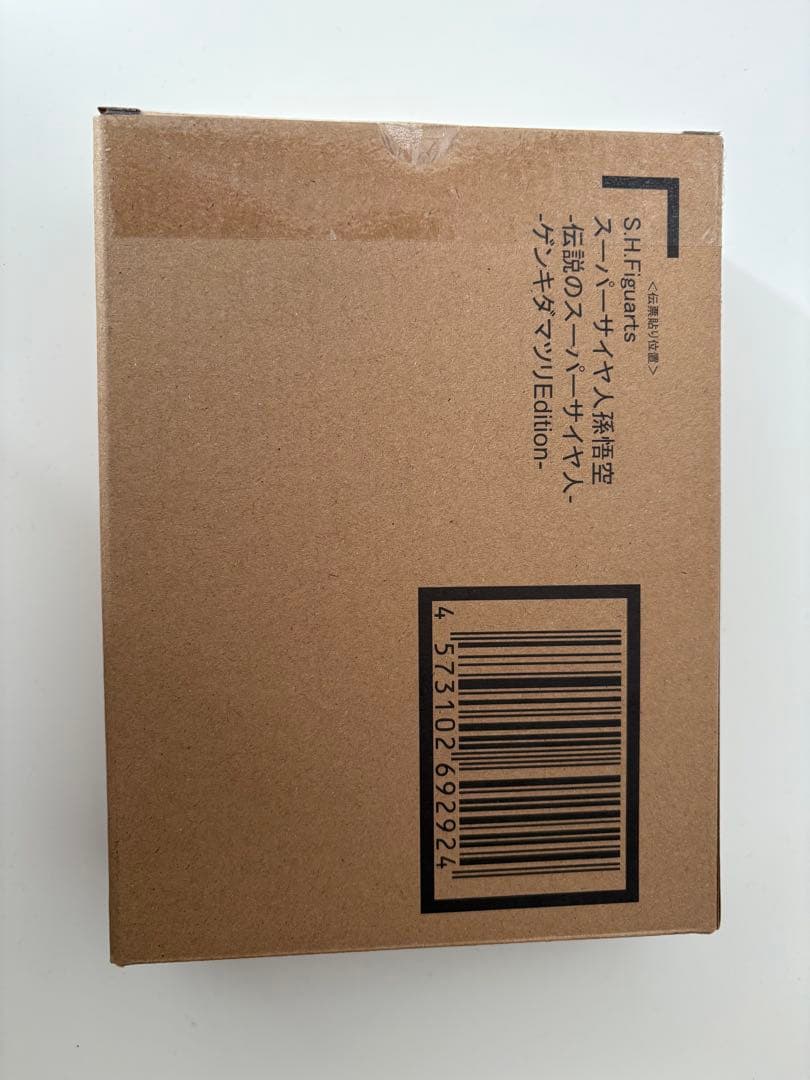 <伝票貼り位置>
S.H.Figuarts
スーパーサイヤ人孫悟空
-伝説のスーパーサイヤ人-
-ゲンキダマツリEdition-
4 573102 692924